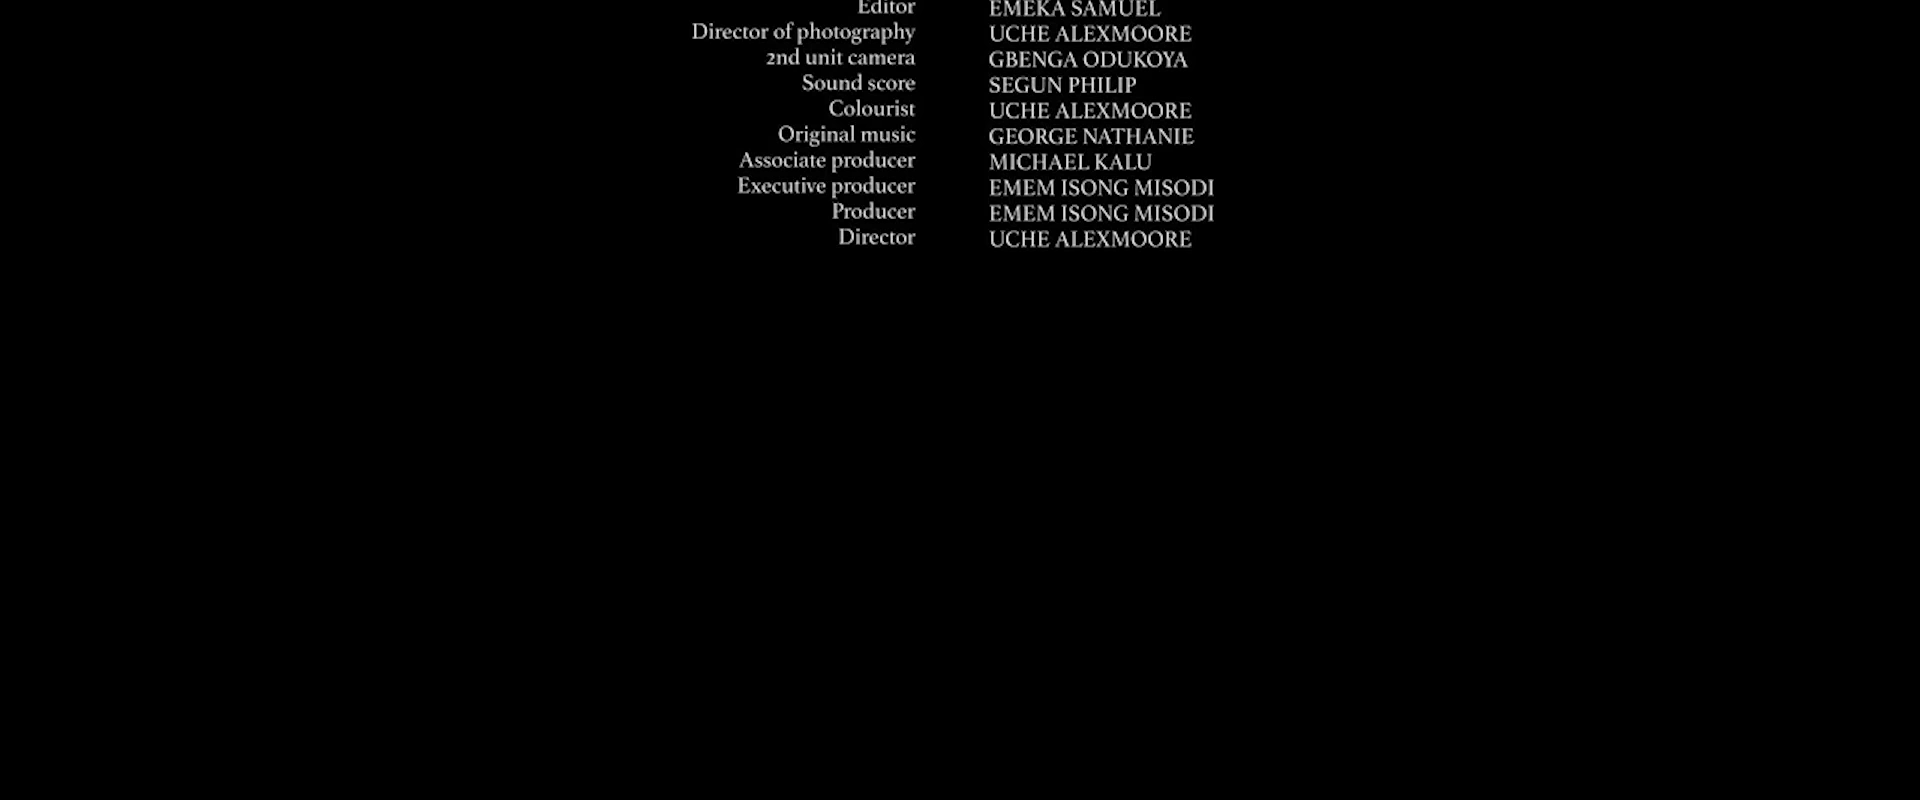 Editor EMEKA SAMUEL
Director of photography UCHE ALEXMOORE
2nd unit camera GBENGA ODUKOYA
Sound score SEGUN PHILIP
Colourist UCHE ALEXMOORE
Original music GEORGE NATHANIE
Associate producer MICHAEL KALU
Executive producer EMEM ISONG MISODI
Producer EMEM ISONG MISODI
Director UCHE ALEXMOORE